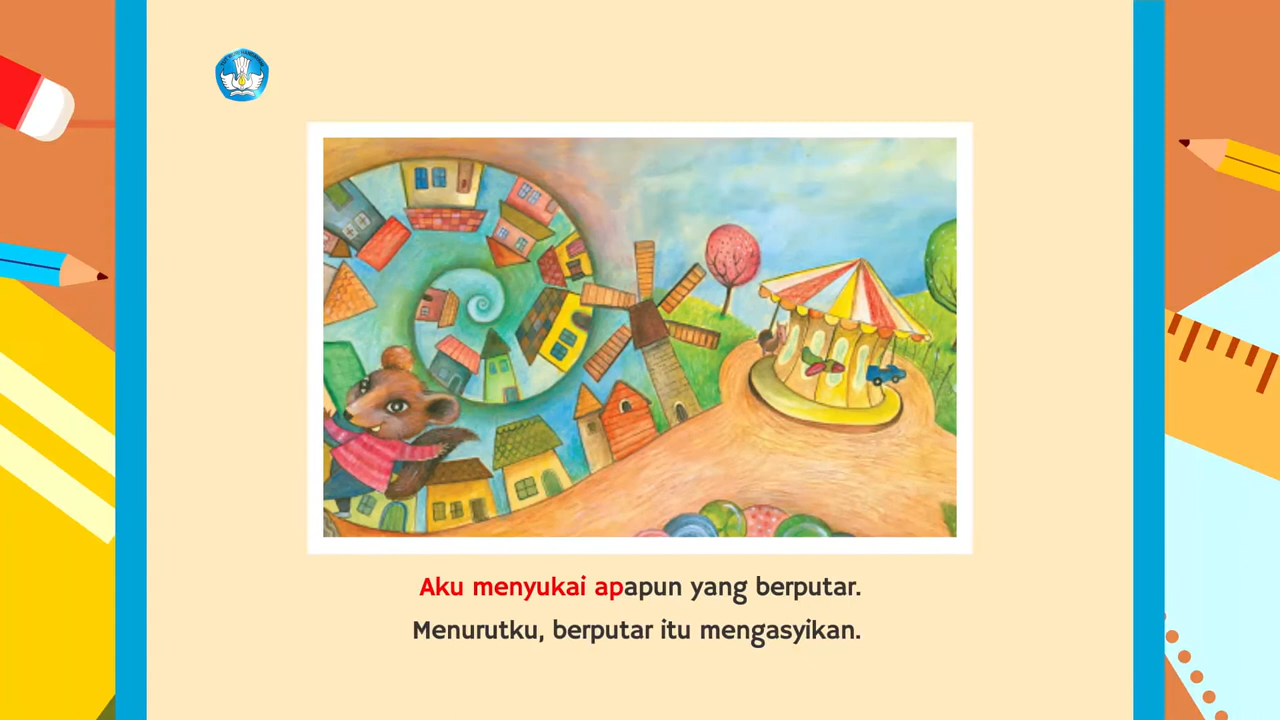 Aku menyukai apapun yang berputar.
Menurutku, berputar itu mengasyikan.